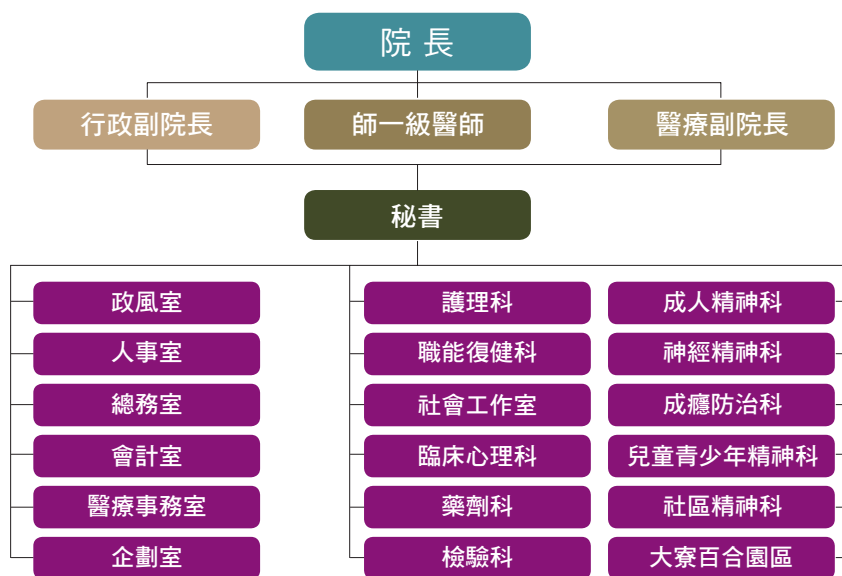 院長
行政副院長
師一級醫師
醫療副院長
秘書
政風室
人事室
總務室
會計室
醫療事務室
企劃室
護理科
職能復健科
社會工作室
臨床心理科
藥劑科
檢驗科
成人精神科
神經精神科
成癮防治科
兒童青少年精神科
社區精神科
大寮百合園區